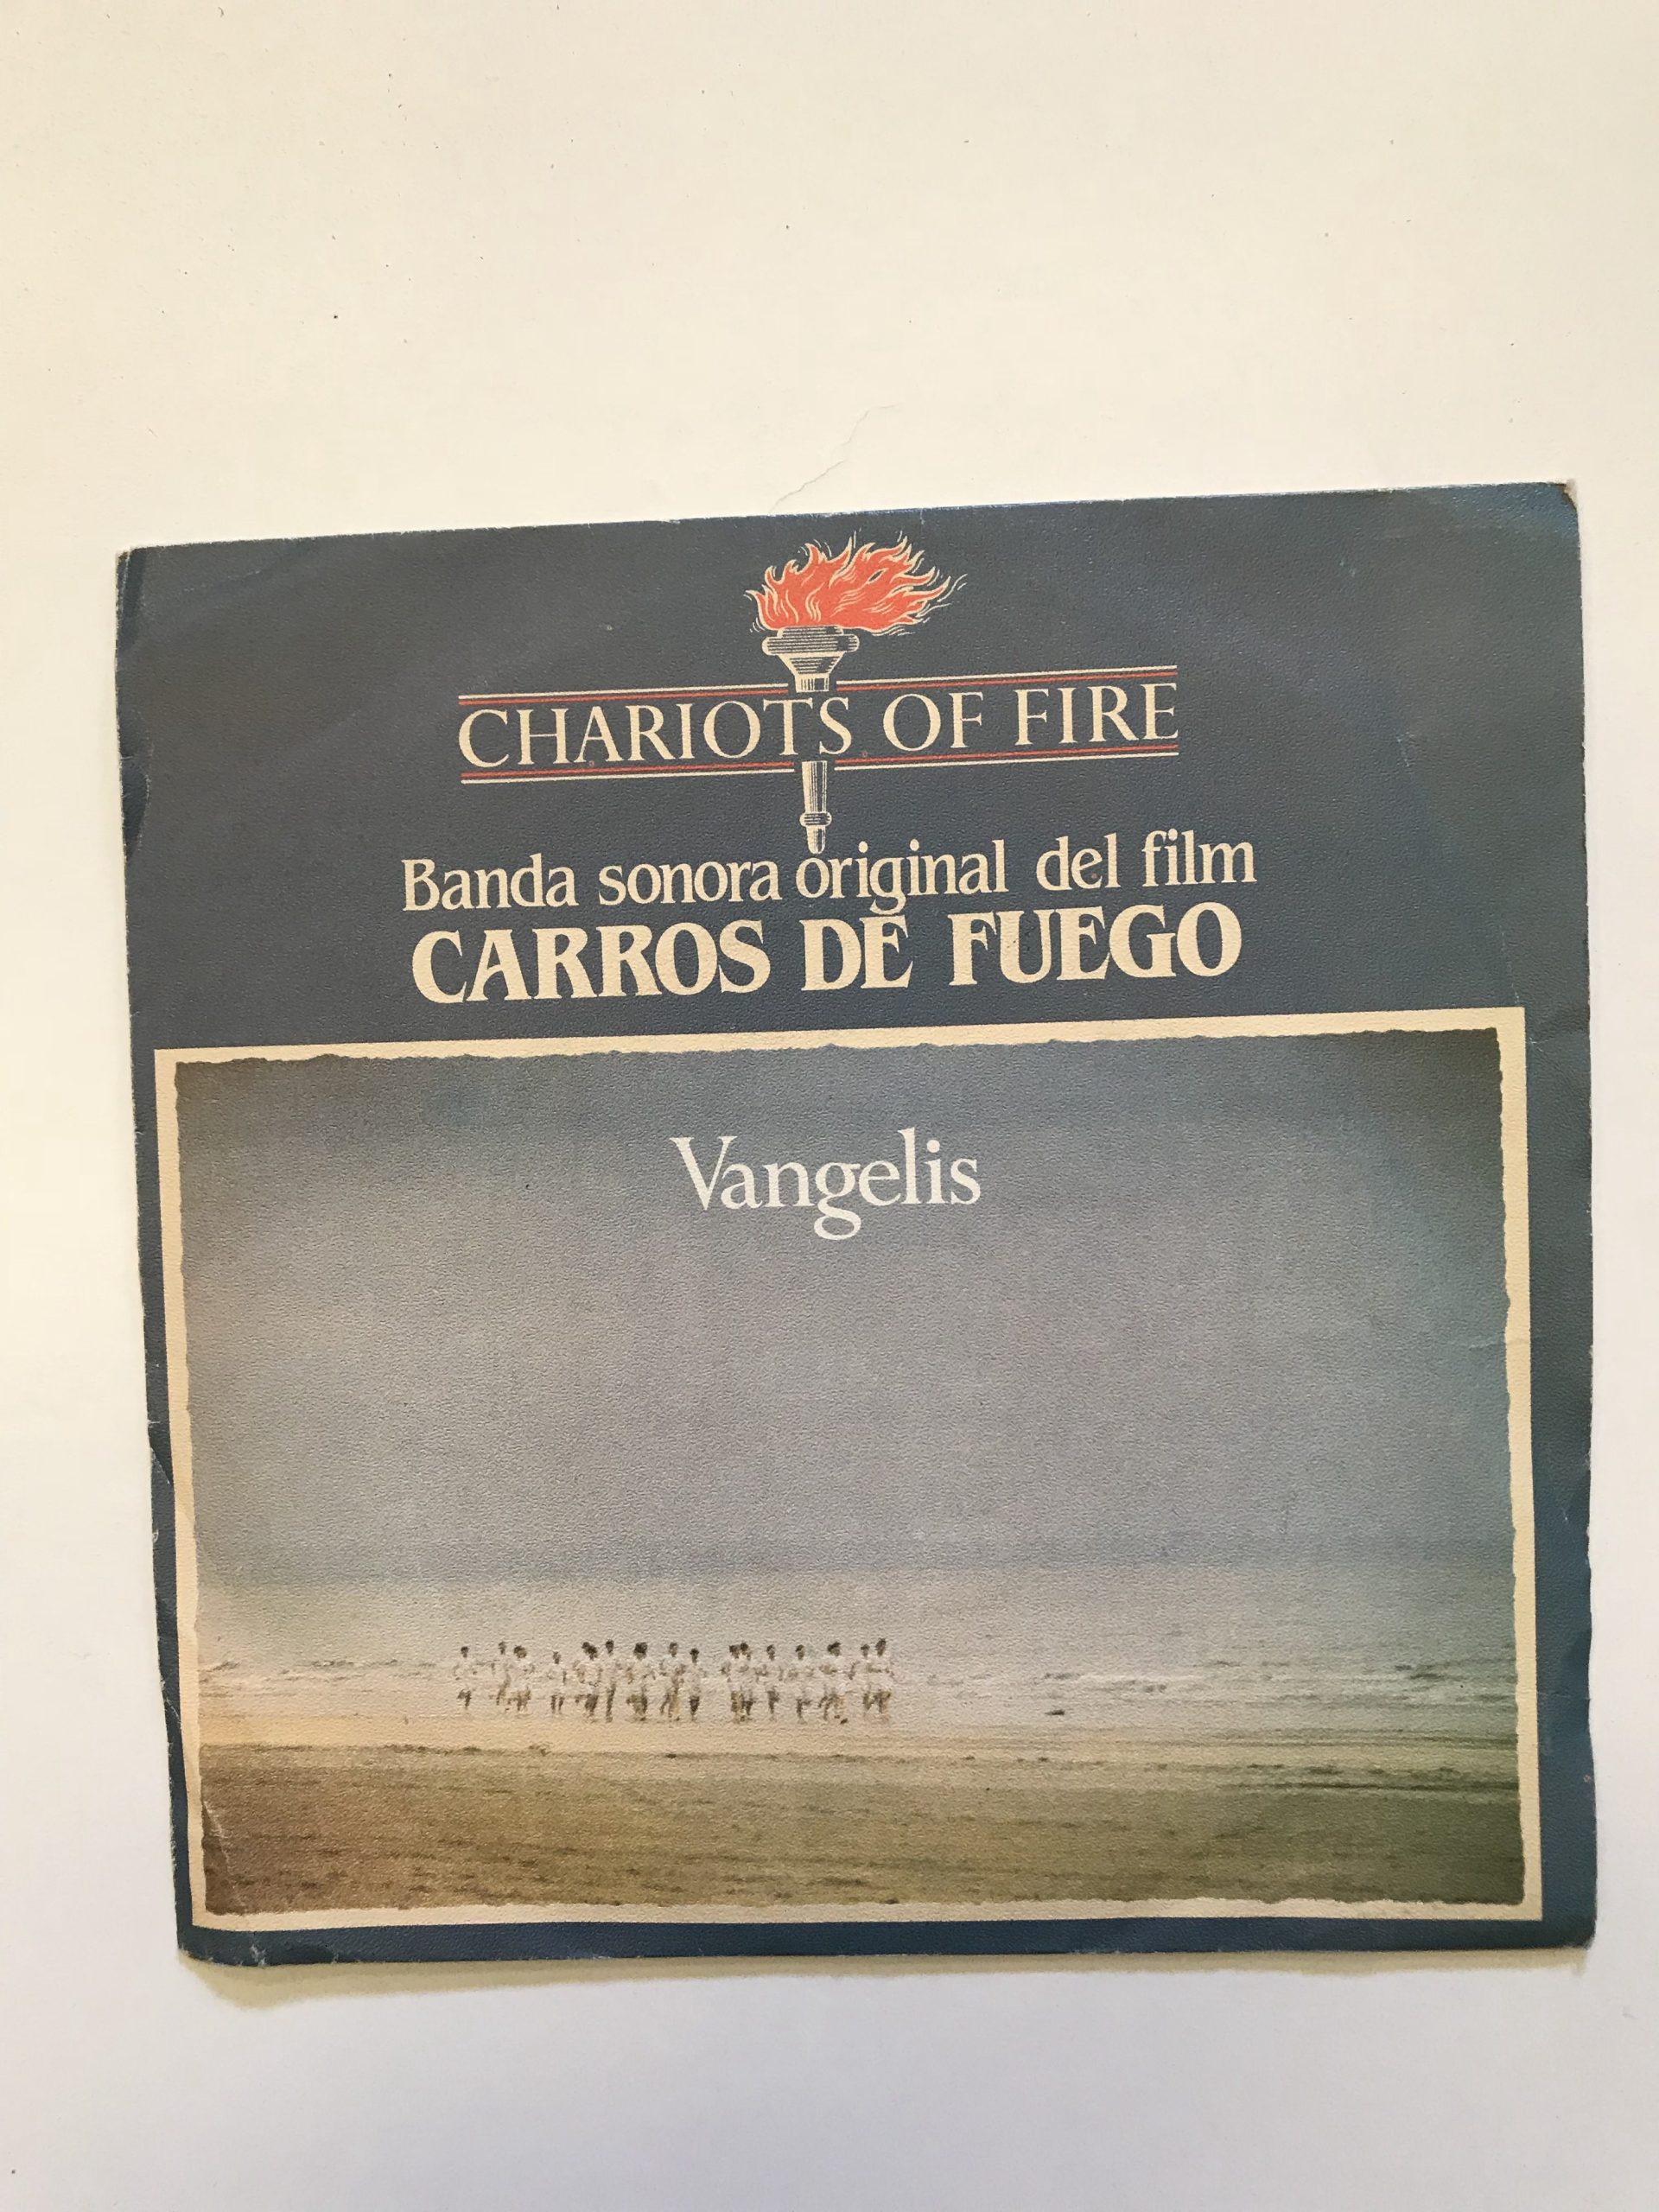 CHARIOTS OF FIRE
Banda sonora original del film
CARROS DE FUEGO
Vangelis